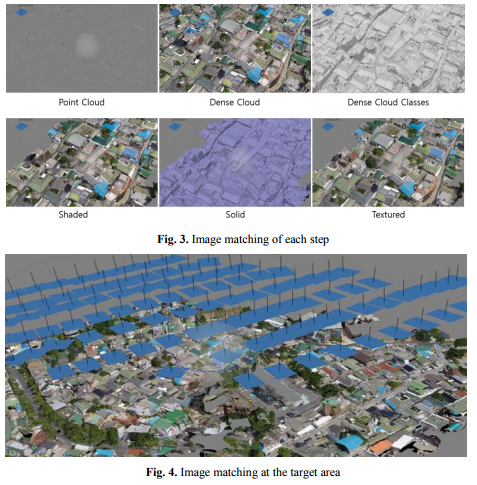 Point Cloud
Dense Cloud
Dense Cloud Classes
Shaded
Solid
Textured
Fig. 3. Image matching of each step
Fig. 4. Image matching at the target area